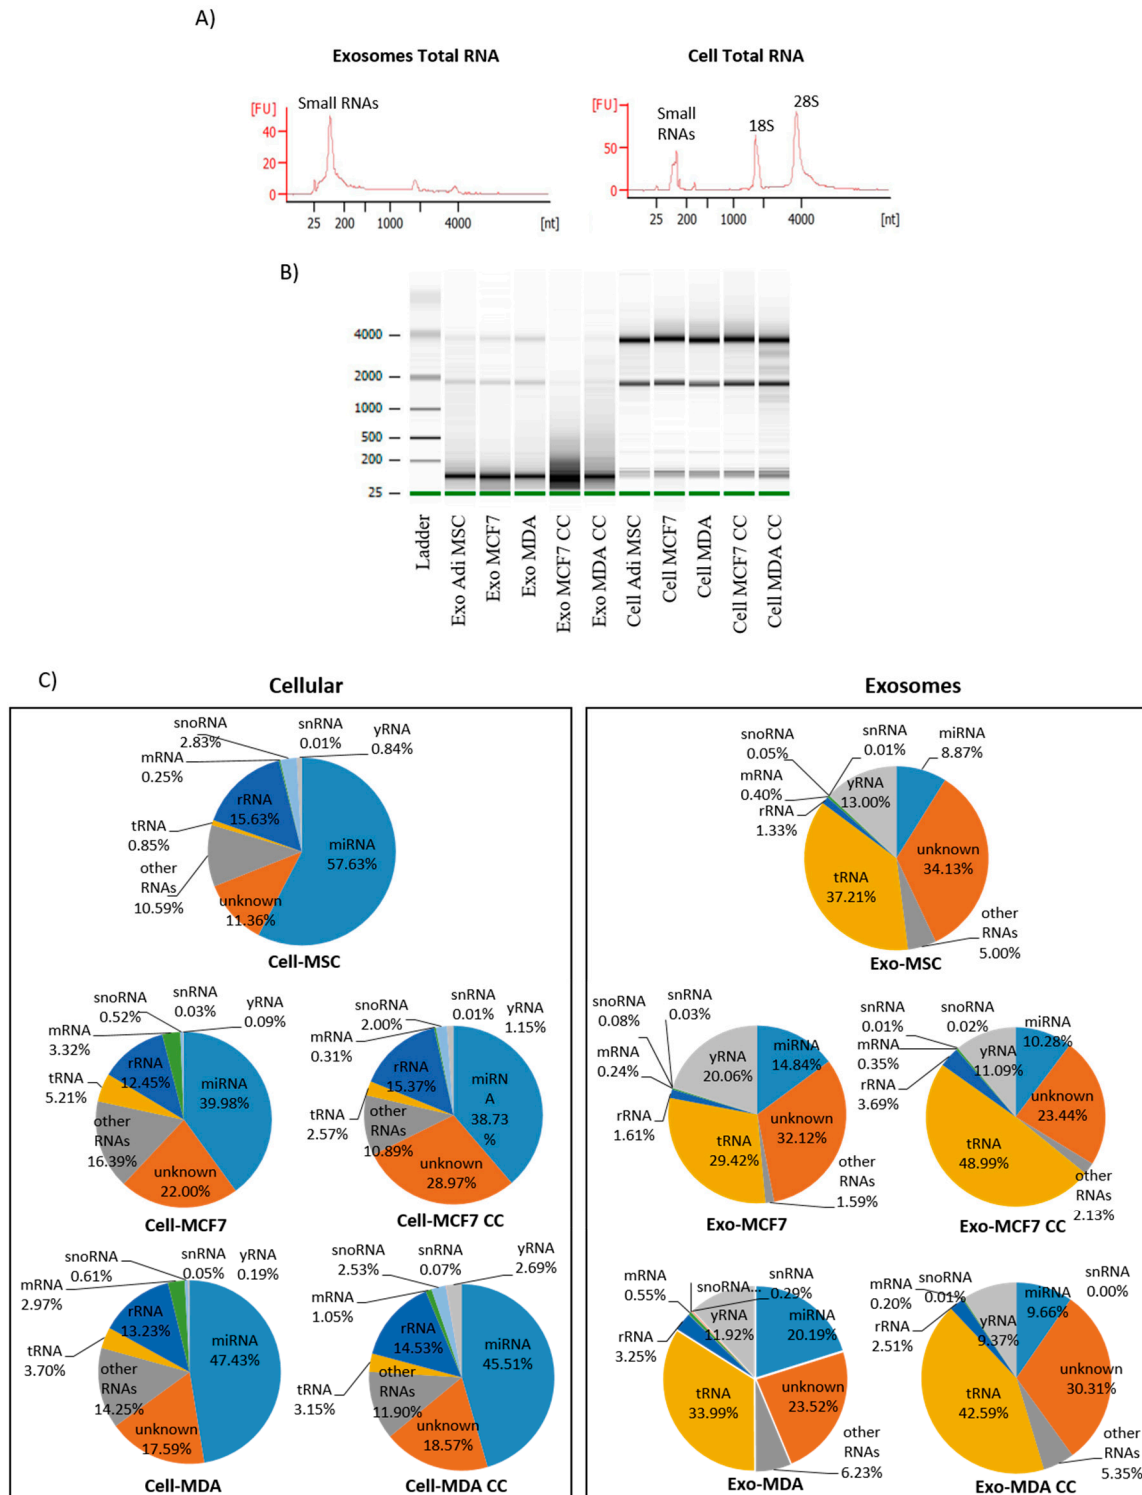 A)
Exosomes Total RNA
Cell Total RNA
[FU]
Small RNAs
40
20
0
25 200 1000 4000 [nt]
[FU]
Small
RNAs
18S
28S
50
0
25 200 1000 4000 [nt]
B)
4000
2000
1000
500
200
25
Ladder
Exo Adi MSC
Exo MCF7
Exo MDA
Exo MCF7 CC
Exo MDA CC
Cell Adi MSC
Cell MCF7
Cell MDA
Cell MCF7 CC
Cell MDA CC
C)
Cellular
snoRNA
2.83%
snRNA
0.01%
yRNA
0.84%
mRNA
0.25%
rRNA
15.63%
tRNA
0.85%
other
RNAs
10.59%
miRNA
57.63%
unknown
11.36%
Cell-MSC
snoRNA
0.52%
snRNA
0.03%
yRNA
0.09%
mRNA
3.32%
rRNA
12.45%
tRNA
5.21%
miRNA
39.98%
other
RNAs
16.39%
unknown
22.00%
Cell-MCF7
snoRNA
2.00%
snRNA
0.01%
yRNA
1.15%
mRNA
0.31%
rRNA
15.37%
tRNA
2.57%
miRN
A
38.73
%
other
RNAs
10.89%
unknown
28.97%
Cell-MCF7 CC
snoRNA
0.61%
snRNA
0.05%
yRNA
0.19%
mRNA
2.97%
rRNA
13.23%
tRNA
3.70%
miRNA
47.43%
other
RNAs
14.25%
unknown
17.59%
Cell-MDA
snoRNA
2.53%
snRNA
0.07%
yRNA
2.69%
mRNA
1.05%
rRNA
14.53%
tRNA
3.15%
miRNA
45.51%
other RNAs
11.90%
unknown
18.57%
Cell-MDA CC
Exosomes
snoRNA
0.05%
snRNA
0.01%
miRNA
8.87%
mRNA
0.40%
yRNA
13.00%
rRNA
1.33%
unknown
34.13%
tRNA
37.21%
other
RNAs
5.00%
Exo-MSC
snoRNA
0.08%
snRNA
0.03%
mRNA
0.24%
yRNA
20.06%
miRNA
14.84%
rRNA
1.61%
tRNA
29.42%
unknown
32.12%
other
RNAs
1.59%
Exo-MCF7
snRNA
0.01%
snoRNA
0.02%
miRNA
10.28%
mRNA
0.35%
yRNA
11.09%
rRNA
3.69%
unknown
23.44%
tRNA
48.99%
other
RNAs
2.13%
Exo-MCF7 CC
mRNA
0.55%
snoRNA...
snRNA
0.29%
yRNA
11.92%
miRNA
20.19%
rRNA
3.25%
tRNA
33.99%
unknown
23.52%
other
RNAs
6.23%
Exo-MDA
mRNA
0.20%
snoRNA
0.01%
snRNA
0.00%
miRNA
9.66%
rRNA
2.51%
yRNA
9.37%
unknown
30.31%
tRNA
42.59%
other
RNAs
5.35%
Exo-MDA CC